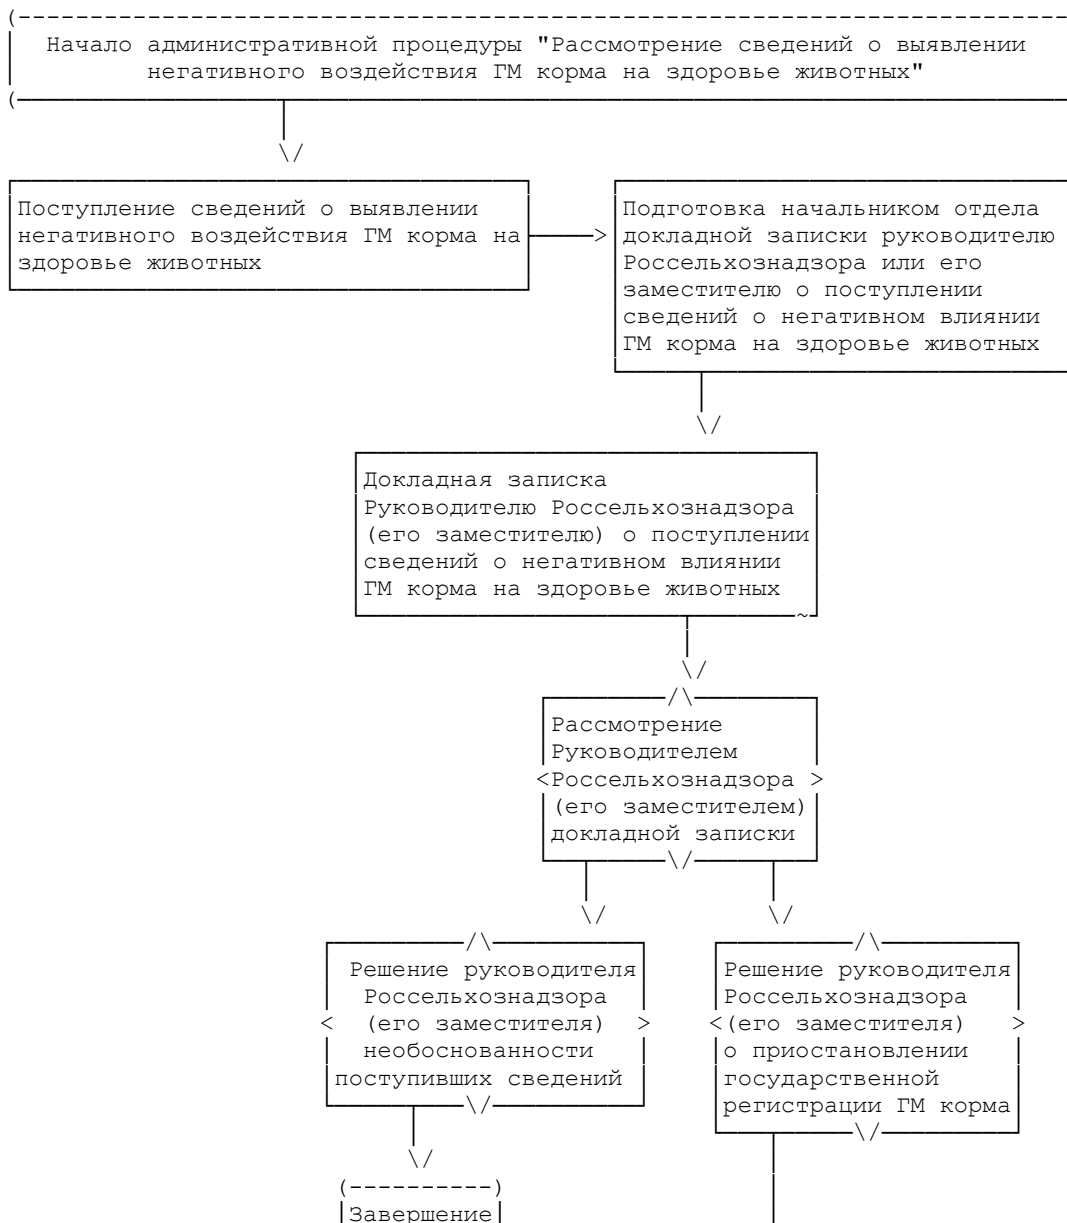 Начало административной процедуры "Рассмотрение сведений о выявлении
негативного воздействия ГМ корма на здоровье животных"
Поступление сведений о выявлении
негативного воздействия ГМ корма на
здоровье животных
Подготовка начальником отдела
докладной записки руководителю
Россельхознадзора или его
заместителю о поступлении
сведений о негативном влиянии
ГМ корма на здоровье животных
Докладная записка
Руководителю Россельхознадзора
(его заместителю) о поступлении
сведений о негативном влиянии
ГМ корма на здоровье животных
Рассмотрение
Руководителем
Россельхознадзора
(его заместителем)
докладной записки
Решение руководителя
Россельхознадзора
(его заместителя)
необоснованности
поступивших сведений
Решение руководителя
Россельхознадзора
(его заместителя)
о приостановлении
государственной
регистрации ГМ корма
Завершение